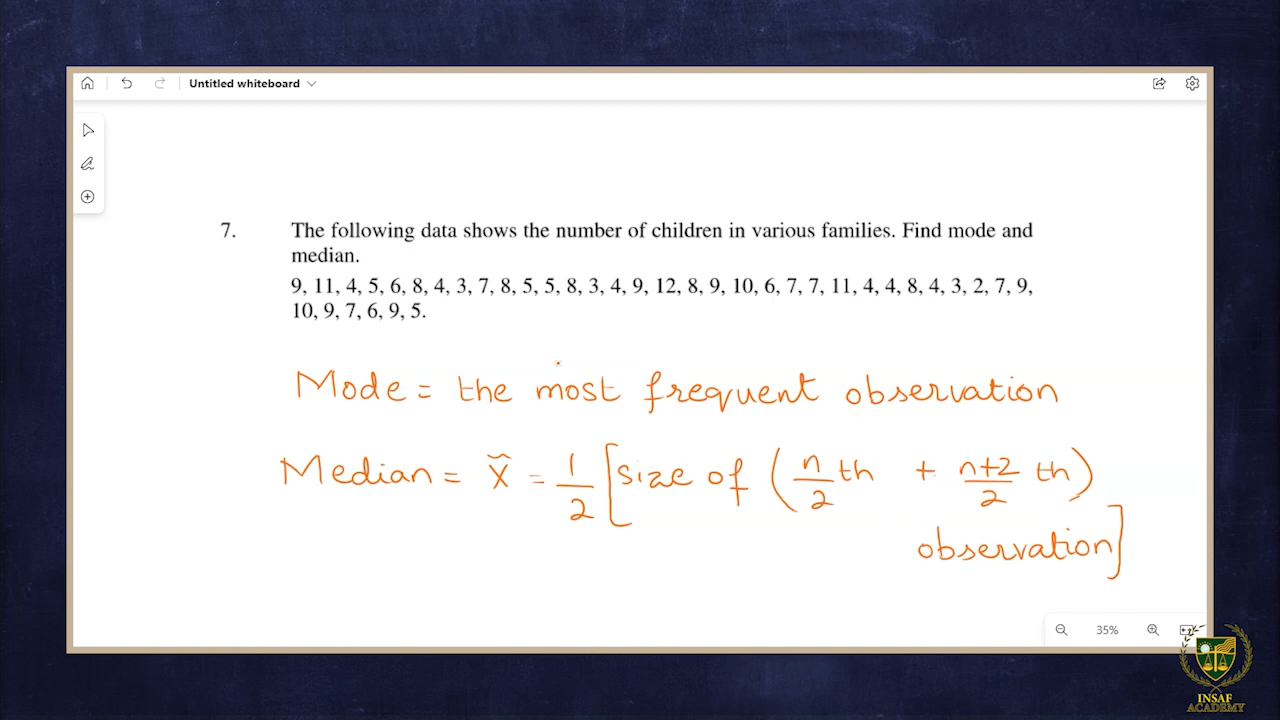 Untitled whiteboard
7. The following data shows the number of children in various families. Find mode and
median.
9, 11, 4, 5, 6, 8, 4, 3, 7, 8, 5, 5, 8, 3, 4, 9, 12, 8, 9, 10, 6, 7, 7, 11, 4, 4, 8, 4, 3, 2, 7, 9,
10, 9, 7, 6, 9, 5.
Mode = the most frequent observation
Median = X̃ = 1/2 [size of (n/2 th + n+2/2 th)
observation]
35%
INSAF
ACADEMY